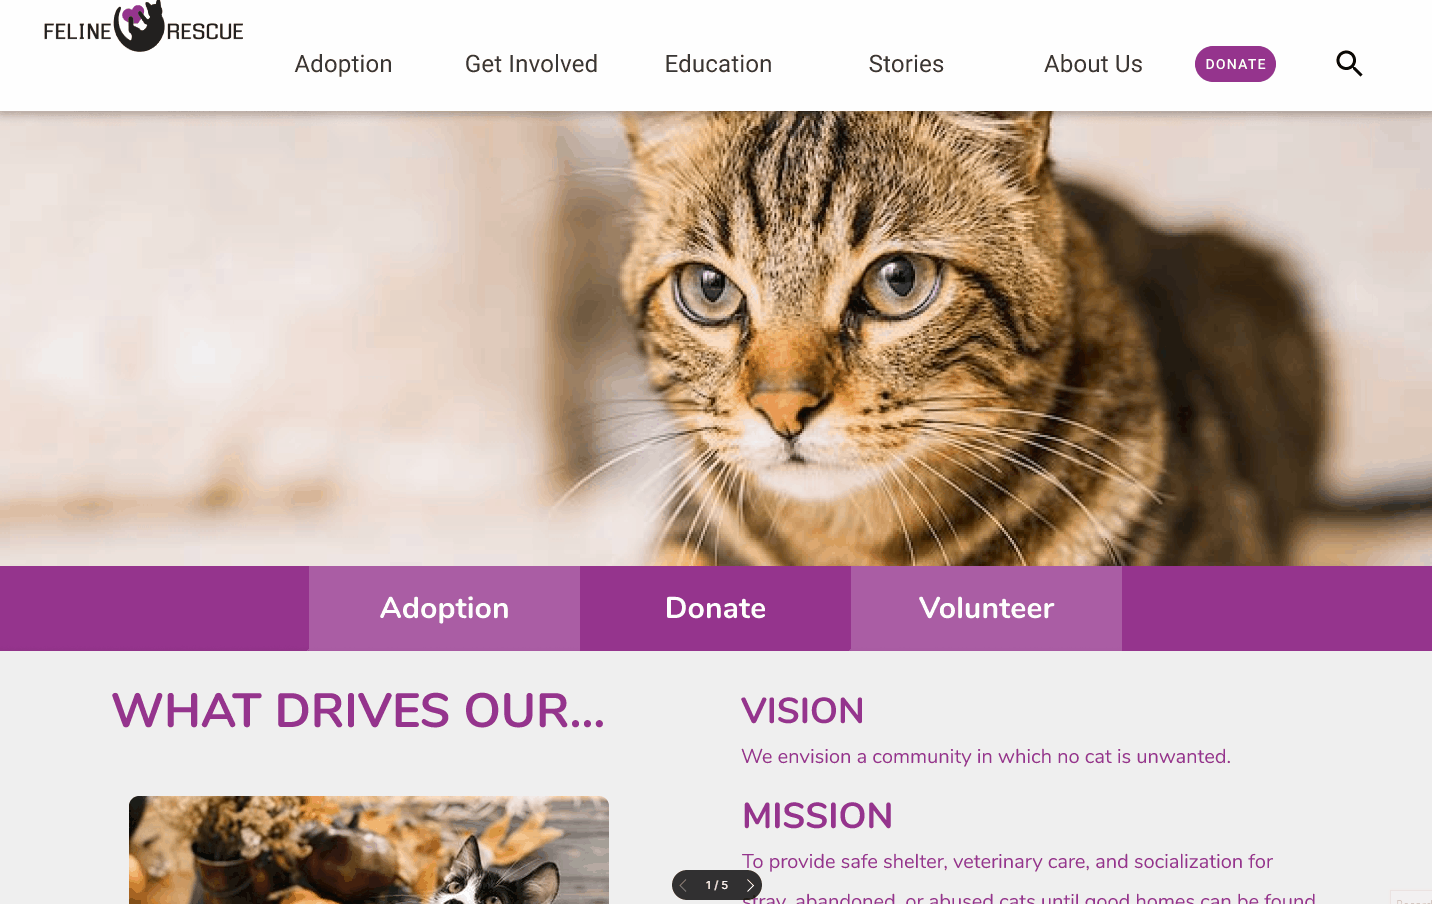 FELINE RESCUE
Adoption
Get Involved
Education
Stories
About Us
DONATE
Adoption
Donate
Volunteer
WHAT DRIVES OUR...
VISION
We envision a community in which no cat is unwanted.
MISSION
To provide safe shelter, veterinary care, and socialization for
stray, abandoned, or abused cats until good homes can be found
1 / 5